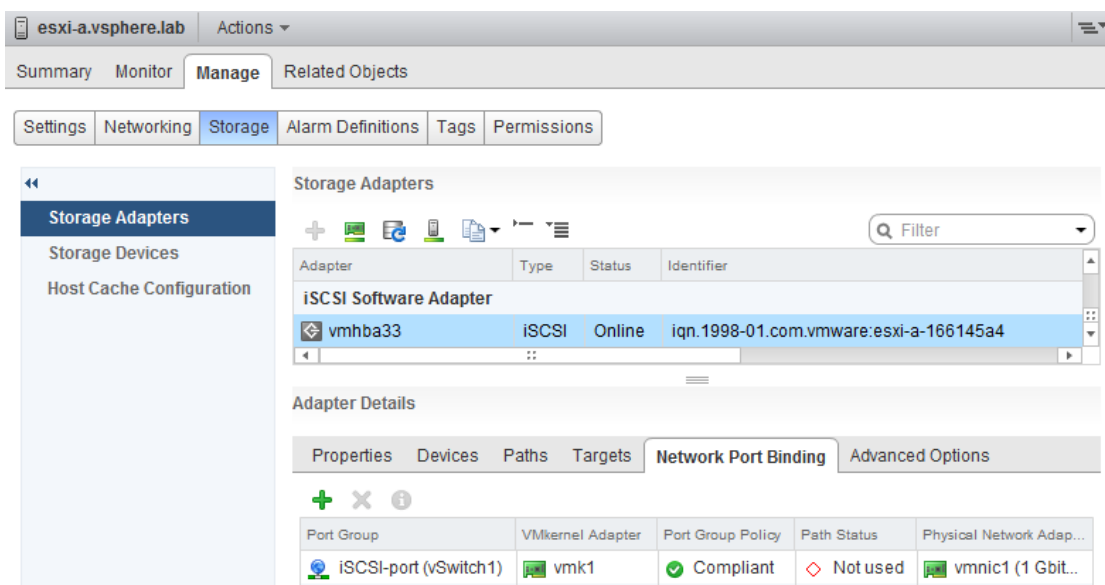 esxi-a.vsphere.lab Actions
Summary Monitor Manage Related Objects
Settings Networking Storage Alarm Definitions Tags Permissions
Storage Adapters
Storage Devices
Host Cache Configuration
Storage Adapters
Filter
Adapter Type Status Identifier
iSCSI Software Adapter
vmhba33 iSCSI Online iqn.1998-01.com.vmware:esxi-a-166145a4
Adapter Details
Properties Devices Paths Targets Network Port Binding Advanced Options
Port Group VMkernel Adapter Port Group Policy Path Status Physical Network Adap...
iSCSI-port (vSwitch1) vmk1 Compliant Not used vmnic1 (1 Gbit...